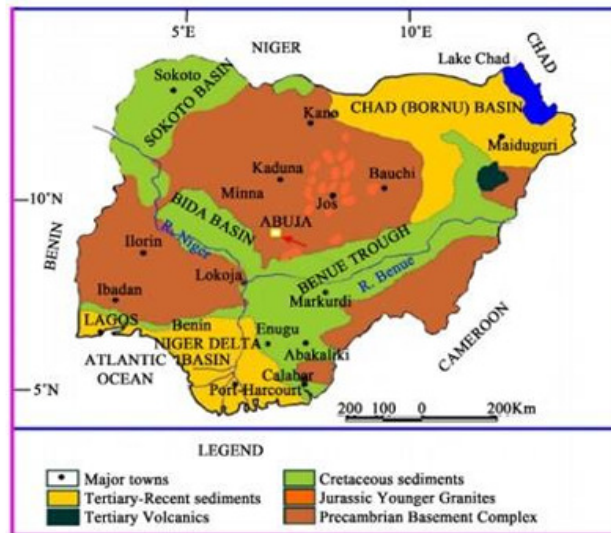 5°E
10°E
NIGER
Lake Chad
CHAD
Sokoto
SOKOTO BASIN
Kano
CHAD (BORNU) BASIN
Maiduguri
Kaduna
Bauchi
Minna
Jos
10°N
BIDA BASIN
ABUJA
BENIN
Ilorin
R. Niger
BENUE TROUGH
R. Benue
Lokoja
Markurdi
Ibadan
LAGOS
Benin
Enugu
CAMEROON
NIGER DELTA
BASIN
Abakaliki
ATLANTIC
OCEAN
Calabar
Port-Harcourt
5°N
200 100 0 200Km
LEGEND
Major towns
Cretaceous sediments
Tertiary-Recent sediments
Jurassic Younger Granites
Tertiary Volcanics
Precambrian Basement Complex